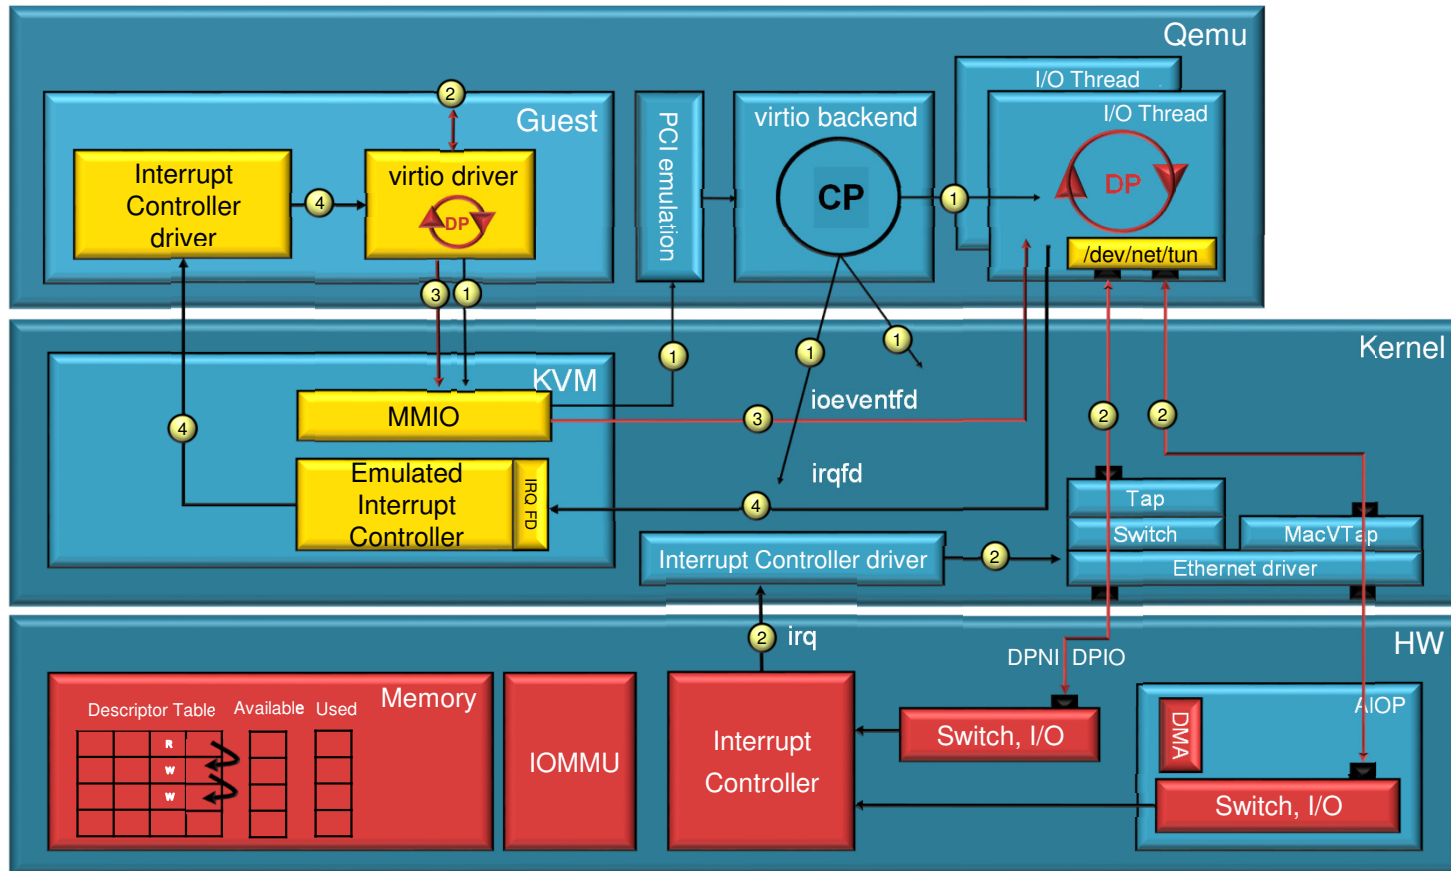 Qemu
I/O Thread
I/O Thread
DP
/dev/net/tun
Guest
2
Interrupt
Controller
driver
4
virtio driver
DP
3
1
PCI emulation
1
virtio backend
CP
1
1
1
Kernel
KVM
MMIO
ioeventfd
3
4
Emulated
Interrupt
Controller
IRQ FD
irqfd
4
2
2
Tap
Switch
MacVTap
Ethernet driver
Interrupt Controller driver
2
HW
2
irq
DPNI
DPIO
Memory
Descriptor Table
Available
Used
R
W
W
IOMMU
Interrupt
Controller
Switch, I/O
AIOP
DMA
Switch, I/O